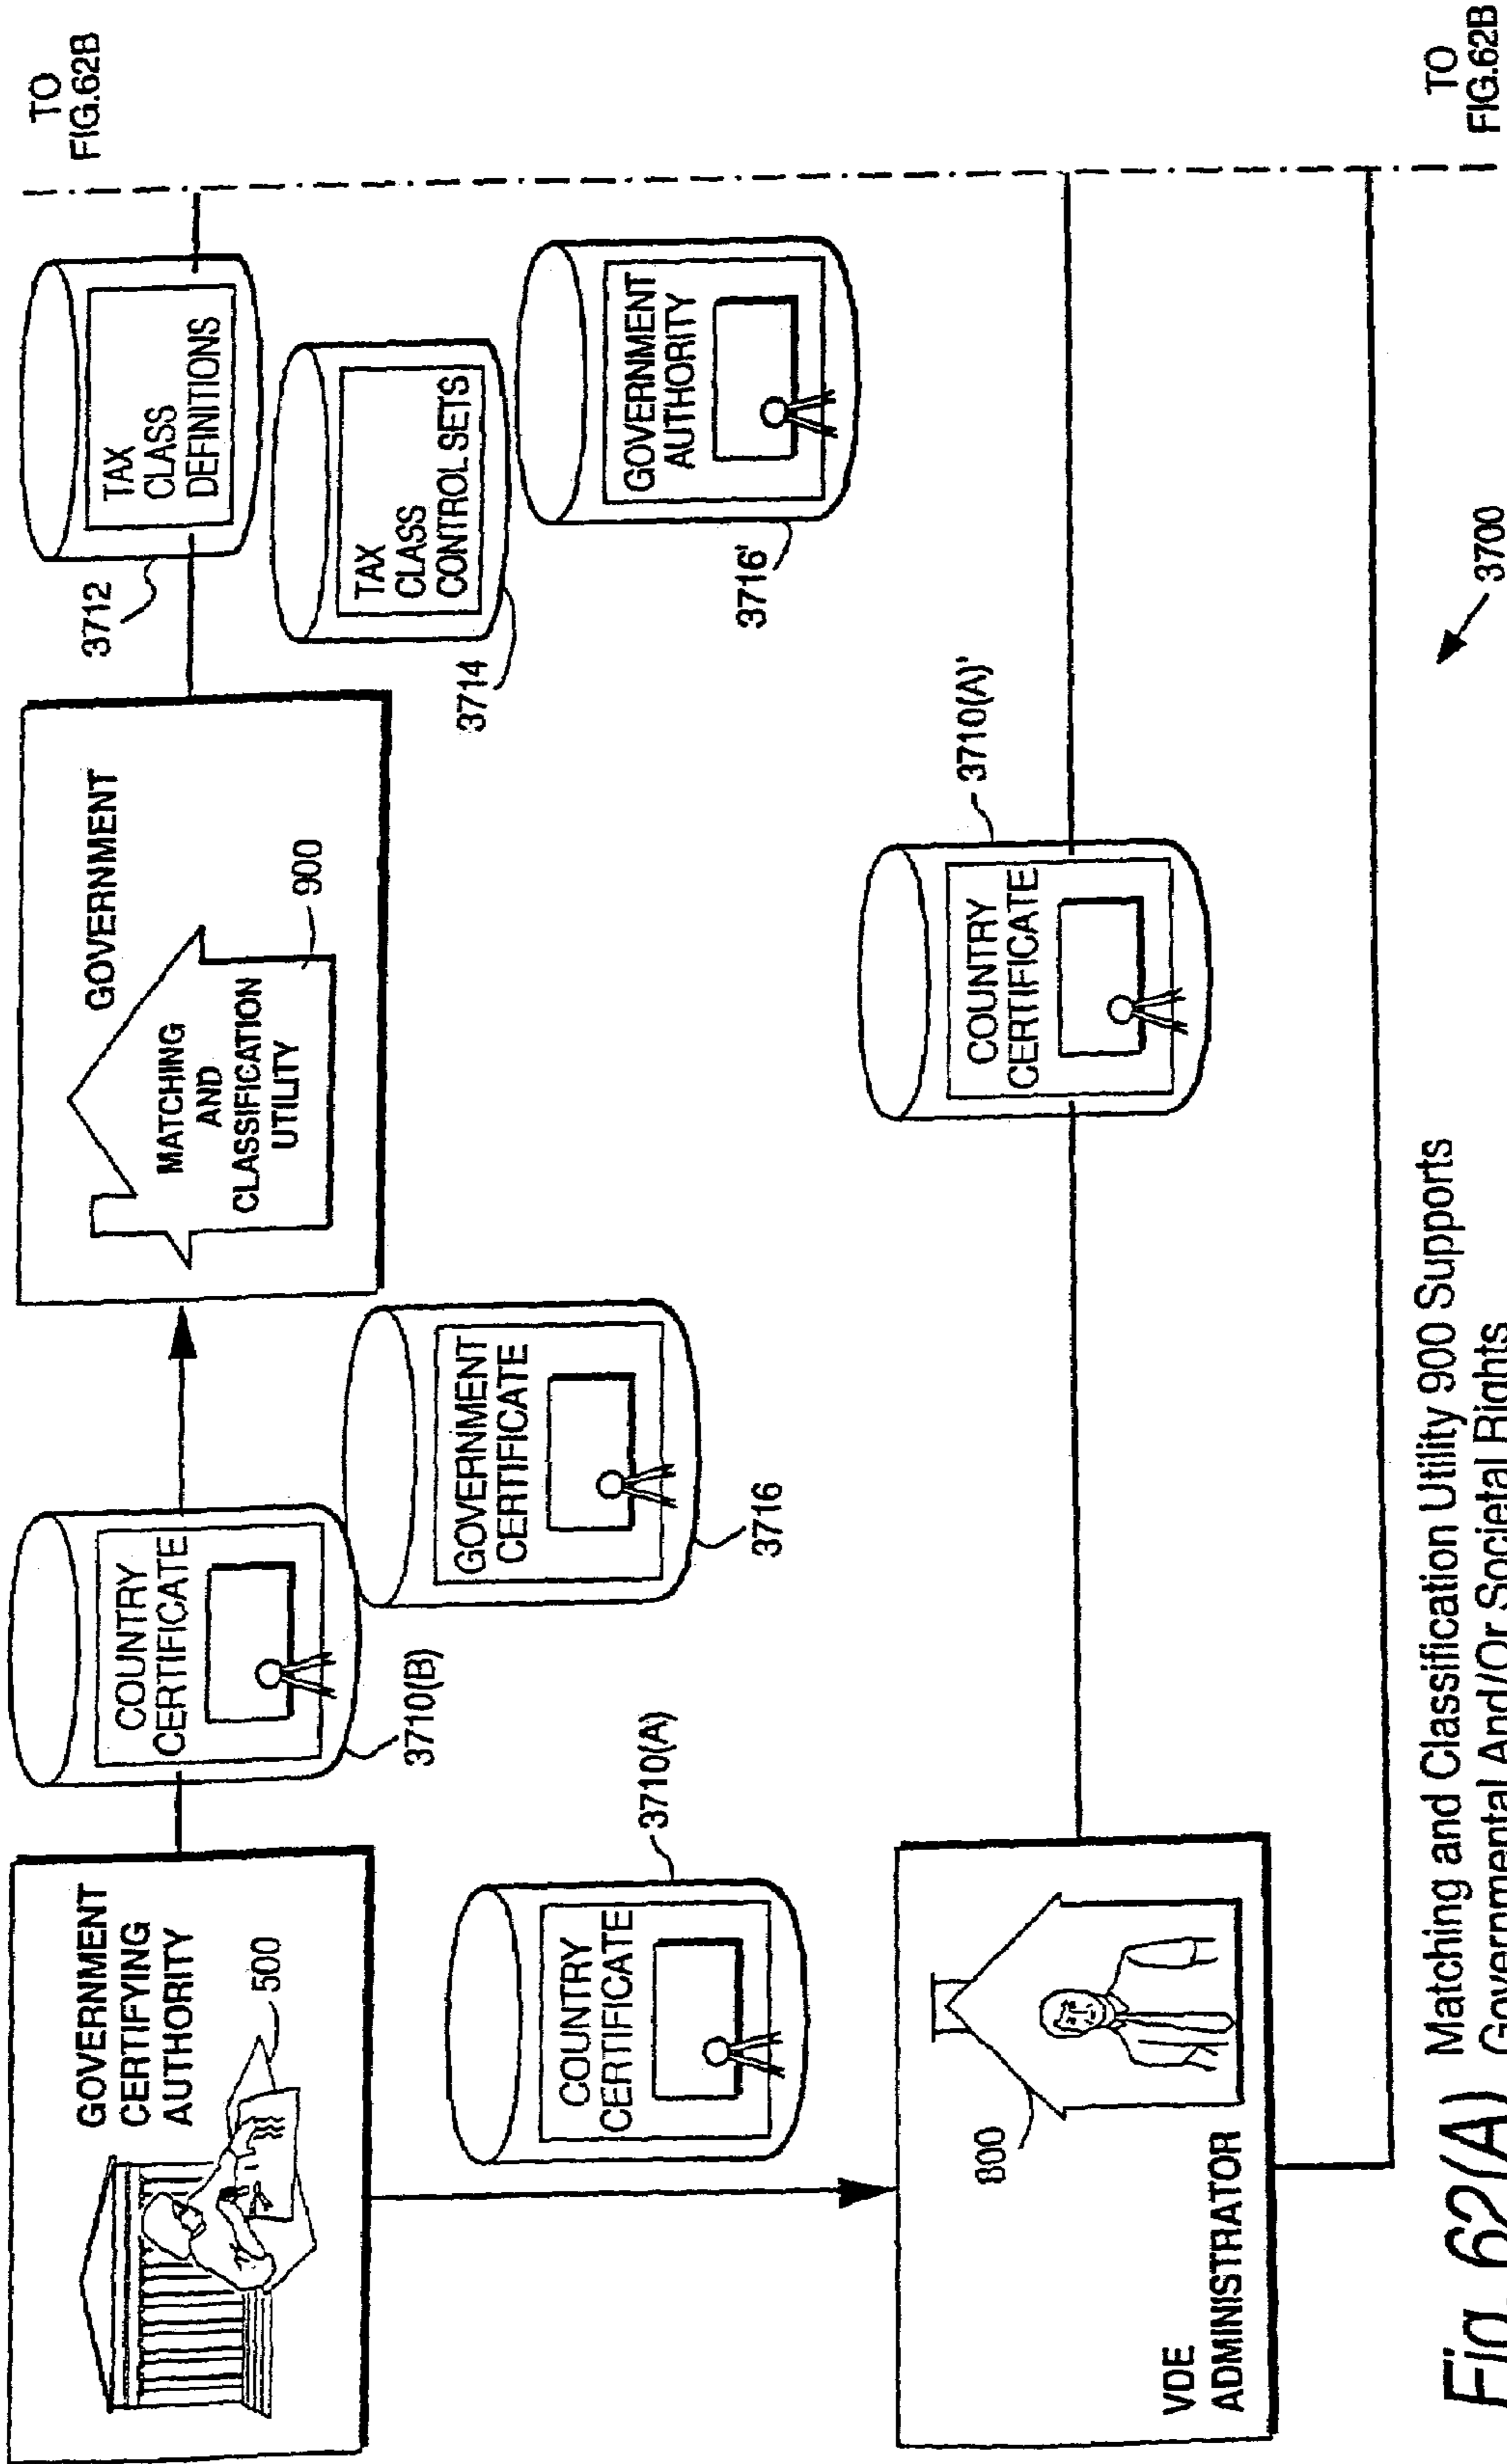 GOVERNMENT
CERTIFYING
AUTHORITY
500
COUNTRY
CERTIFICATE
3710(B)
GOVERNMENT
CERTIFICATE
3716
GOVERNMENT
MATCHING
AND
CLASSIFICATION
UTILITY
900
TAX
CLASS
DEFINITIONS
3712
TAX
CLASS
CONTROL SETS
3714
GOVERNMENT
AUTHORITY
3716'
TO
FIG.62B
COUNTRY
CERTIFICATE
3710(A)
VDE
ADMINISTRATOR
800
COUNTRY
CERTIFICATE
3710(A)'
3700
TO
FIG.62B
Fig. 62(A) Matching and Classification Utility 900 Supports
Governmental And/Or Societal Rights